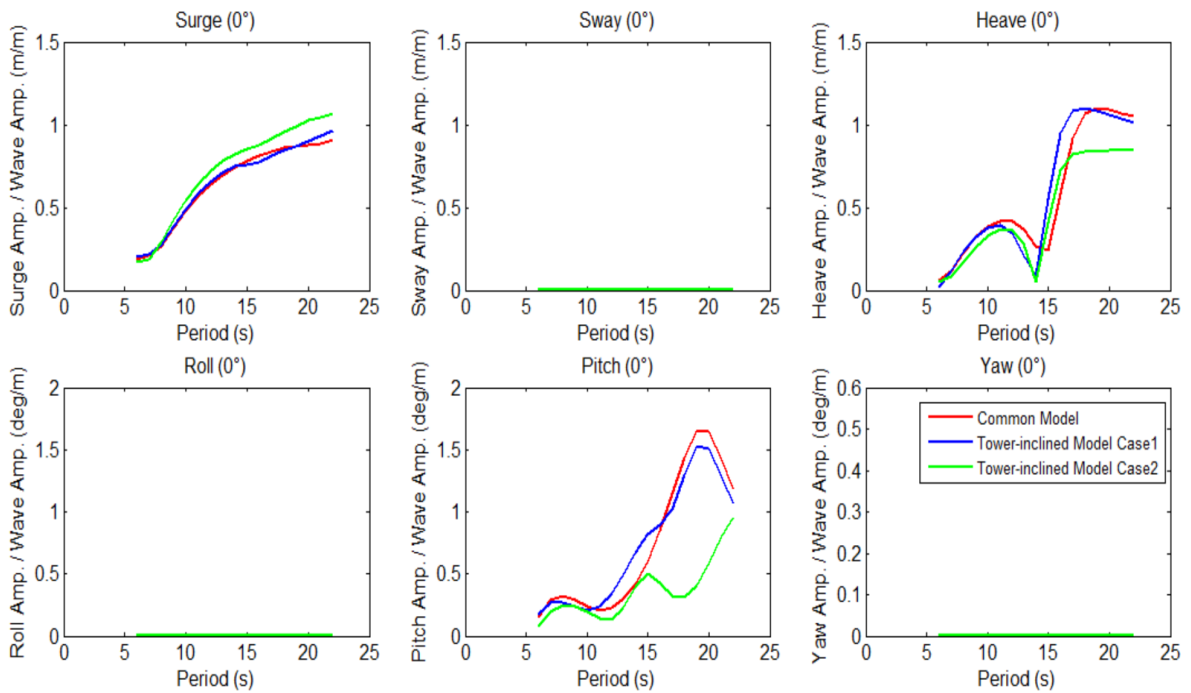 Surge (0°)
Surge Amp. / Wave Amp. (m/m)
1.5
1
0.5
0
0 5 10 15 20 25
Period (s)
Sway (0°)
Sway Amp. / Wave Amp. (m/m)
1.5
1
0.5
0
0 5 10 15 20 25
Period (s)
Heave (0°)
Heave Amp. / Wave Amp. (m/m)
1.5
1
0.5
0
0 5 10 15 20 25
Period (s)
Roll (0°)
Roll Amp. / Wave Amp. (deg/m)
2
1.5
1
0.5
0
0 5 10 15 20 25
Period (s)
Pitch (0°)
Pitch Amp. / Wave Amp. (deg/m)
2
1.5
1
0.5
0
0 5 10 15 20 25
Period (s)
Yaw (0°)
Yaw Amp. / Wave Amp. (deg/m)
0.6
0.5
0.4
0.3
0.2
0.1
0
0 5 10 15 20 25
Period (s)
Common Model
Tower-inclined Model Case1
Tower-inclined Model Case2